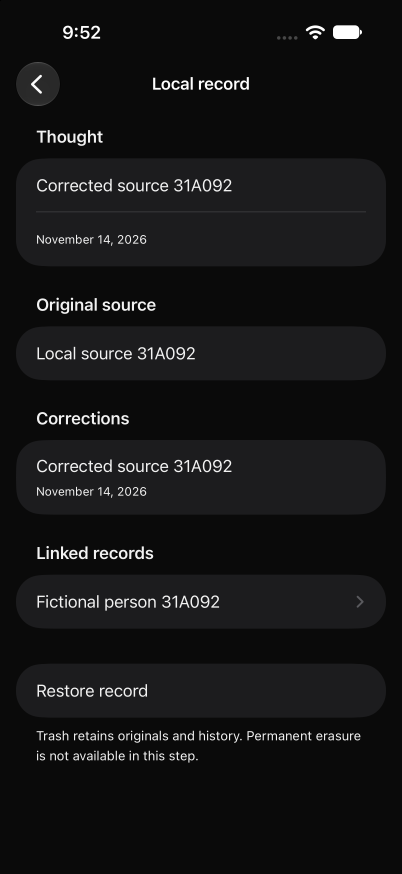 9:52
Local record
Thought
Corrected source 31A092
November 14, 2026
Original source
Local source 31A092
Corrections
Corrected source 31A092
November 14, 2026
Linked records
Fictional person 31A092
Restore record
Trash retains originals and history. Permanent erasure
is not available in this step.